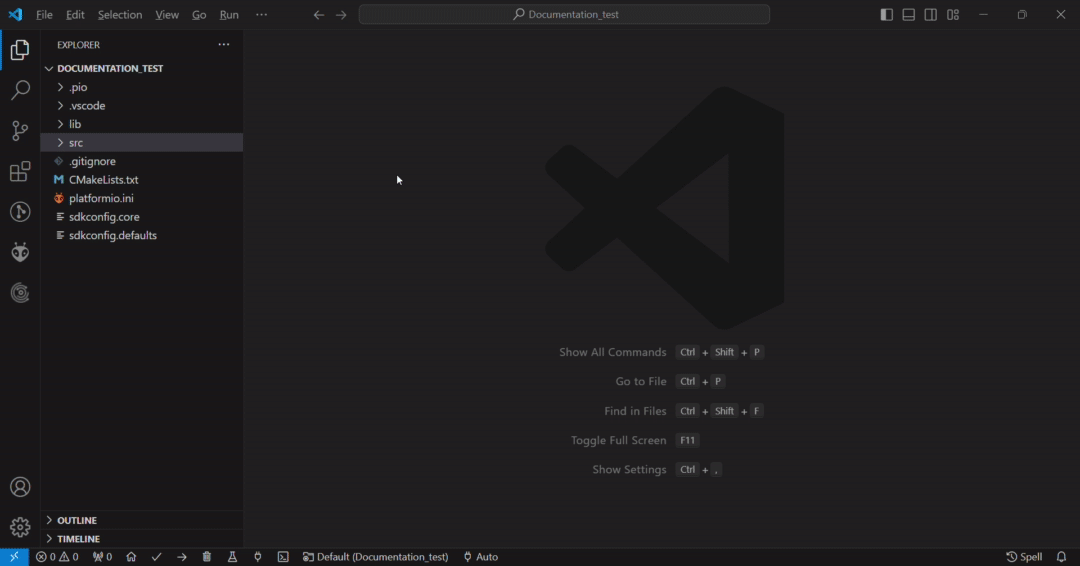 File Edit Selection View Go Run ···
Documentation_test
EXPLORER ···
DOCUMENTATION_TEST
.pio
.vscode
lib
src
.gitignore
M CMakeLists.txt
platformio.ini
sdkconfig.core
sdkconfig.defaults
Show All Commands Ctrl + Shift + P
Go to File Ctrl + P
Find in Files Ctrl + Shift + F
Toggle Full Screen F11
Show Settings Ctrl + ,
OUTLINE
TIMELINE
0 0 0 Default (Documentation_test) Auto Spell